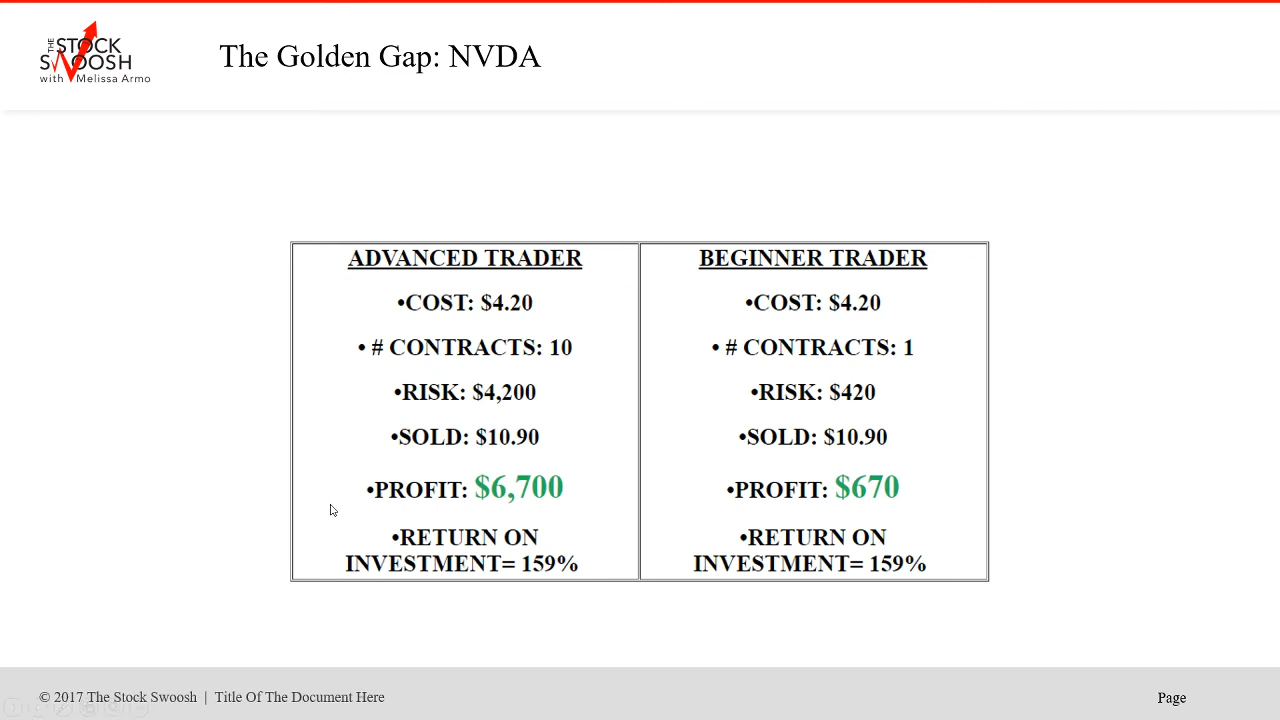 THE STOCK
SWOOSH
with Melissa Armo
The Golden Gap: NVDA
ADVANCED TRADER
•COST: $4.20
• # CONTRACTS: 10
•RISK: $4,200
•SOLD: $10.90
•PROFIT: $6,700
•RETURN ON
INVESTMENT= 159%
BEGINNER TRADER
•COST: $4.20
• # CONTRACTS: 1
•RISK: $420
•SOLD: $10.90
•PROFIT: $670
•RETURN ON
INVESTMENT= 159%
© 2017 The Stock Swoosh | Title Of The Document Here
Page